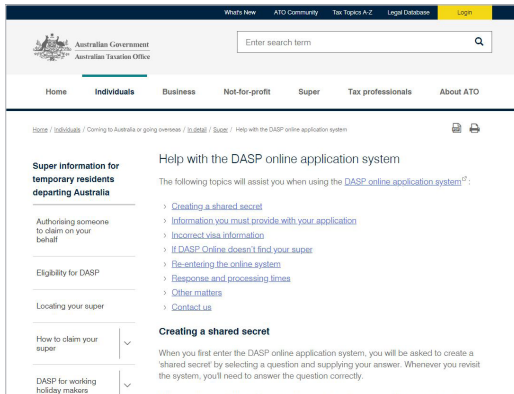 What's New ATO Community Tax Topics A-Z Legal Database Login
Australian Government
Australian Taxation Office
Enter search term
Home Individuals Business Not-for-profit Super Tax professionals About ATO
Home / Individuals / Coming to Australia or going overseas / In detail / Super / Help with the DASP online application system
Super information for
temporary residents
departing Australia
Authorising someone
to claim on your
behalf
Eligibility for DASP
Locating your super
How to claim your
super
DASP for working
holiday makers
Help with the DASP online application system
The following topics will assist you when using the DASP online application system:
› Creating a shared secret
› Information you must provide with your application
› Incorrect visa information
› If DASP Online doesn't find your super
› Re-entering the online system
› Response and processing times
› Other matters
› Contact us
Creating a shared secret
When you first enter the DASP online application system, you will be asked to create a
'shared secret' by selecting a question and supplying your answer. Whenever you revisit
the system, you'll need to answer the question correctly.